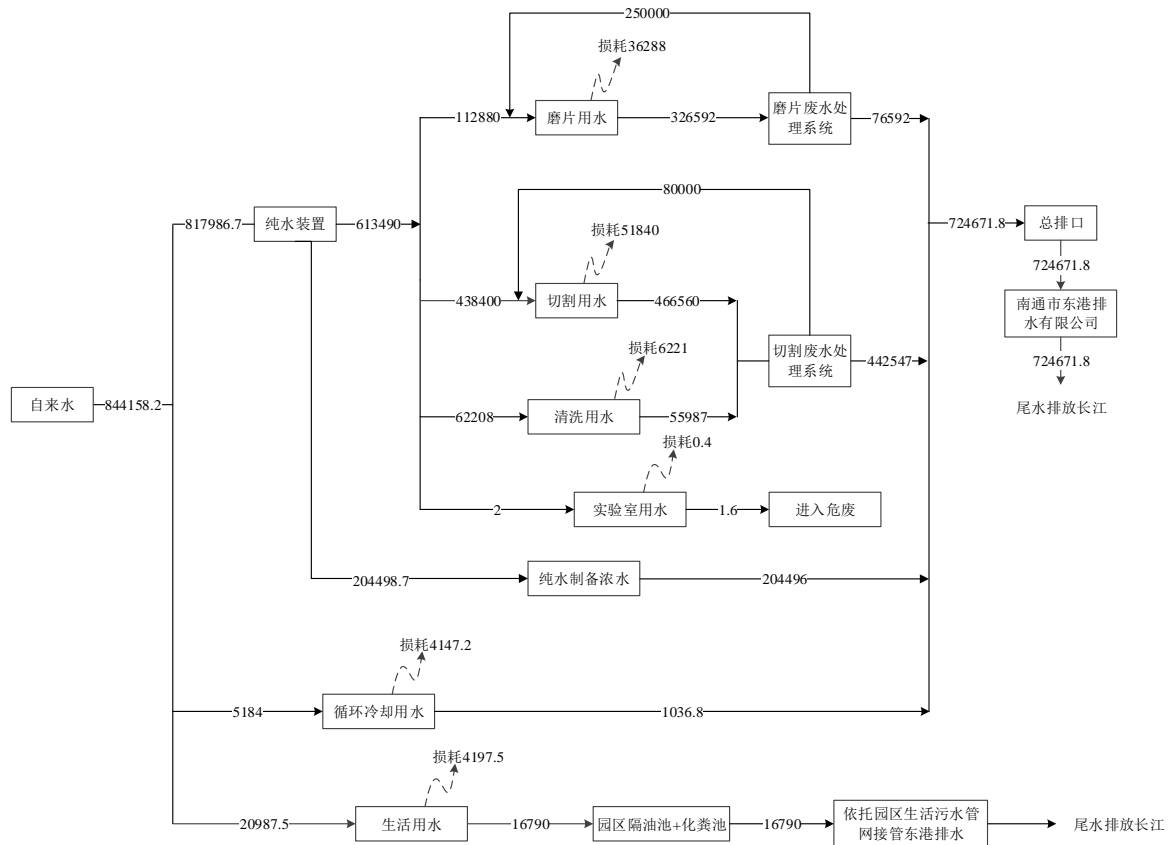 250000
损耗36288
112880
磨片用水
326592
磨片废水处
理系统
76592
80000
817986.7
纯水装置
613490
724671.8
总排口
损耗51840
724671.8
438400
切割用水
466560
南通市东港排
水有限公司
损耗6221
切割废水处
理系统
442547
724671.8
自来水
844158.2
62208
清洗用水
55987
尾水排放长江
损耗0.4
2
实验室用水
1.6
进入危废
204498.7
纯水制备浓水
204496
损耗4147.2
5184
循环冷却用水
1036.8
损耗4197.5
20987.5
生活用水
16790
园区隔油池+化粪池
16790
依托园区生活污水管
网接管东港排水
尾水排放长江